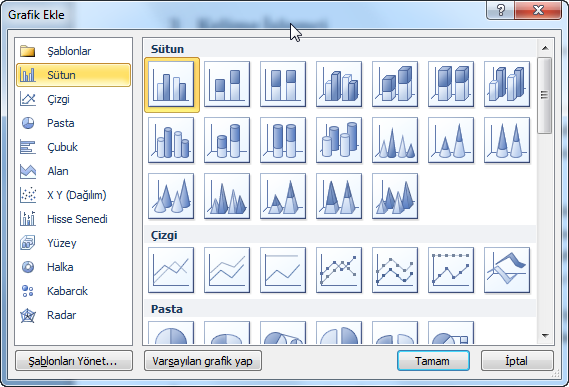 Grafik Ekle
Şablonlar
Sütun
Çizgi
Pasta
Çubuk
Alan
X Y (Dağılım)
Hisse Senedi
Yüzey
Halka
Kabarcık
Radar
Sütun
Çizgi
Pasta
Şablonları Yönet...
Varsayılan grafik yap
Tamam
İptal